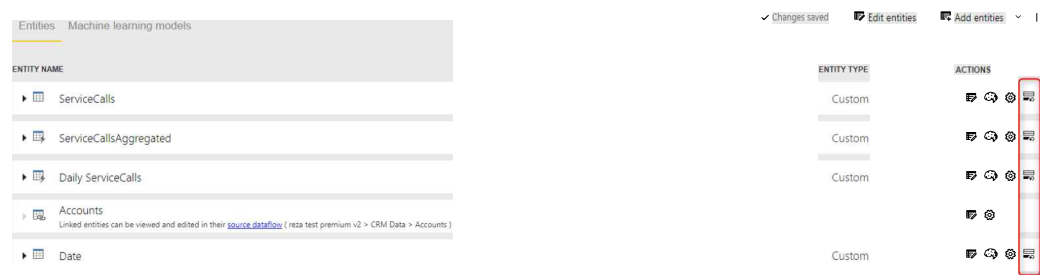 Entities Machine learning models
Changes saved Edit entities Add entities
ENTITY NAME ENTITY TYPE ACTIONS
ServiceCalls Custom
ServiceCallsAggregated Custom
Daily ServiceCalls Custom
Accounts
Linked entities can be viewed and edited in their source dataflow ( reza test premium v2 > CRM Data > Accounts )
Date Custom